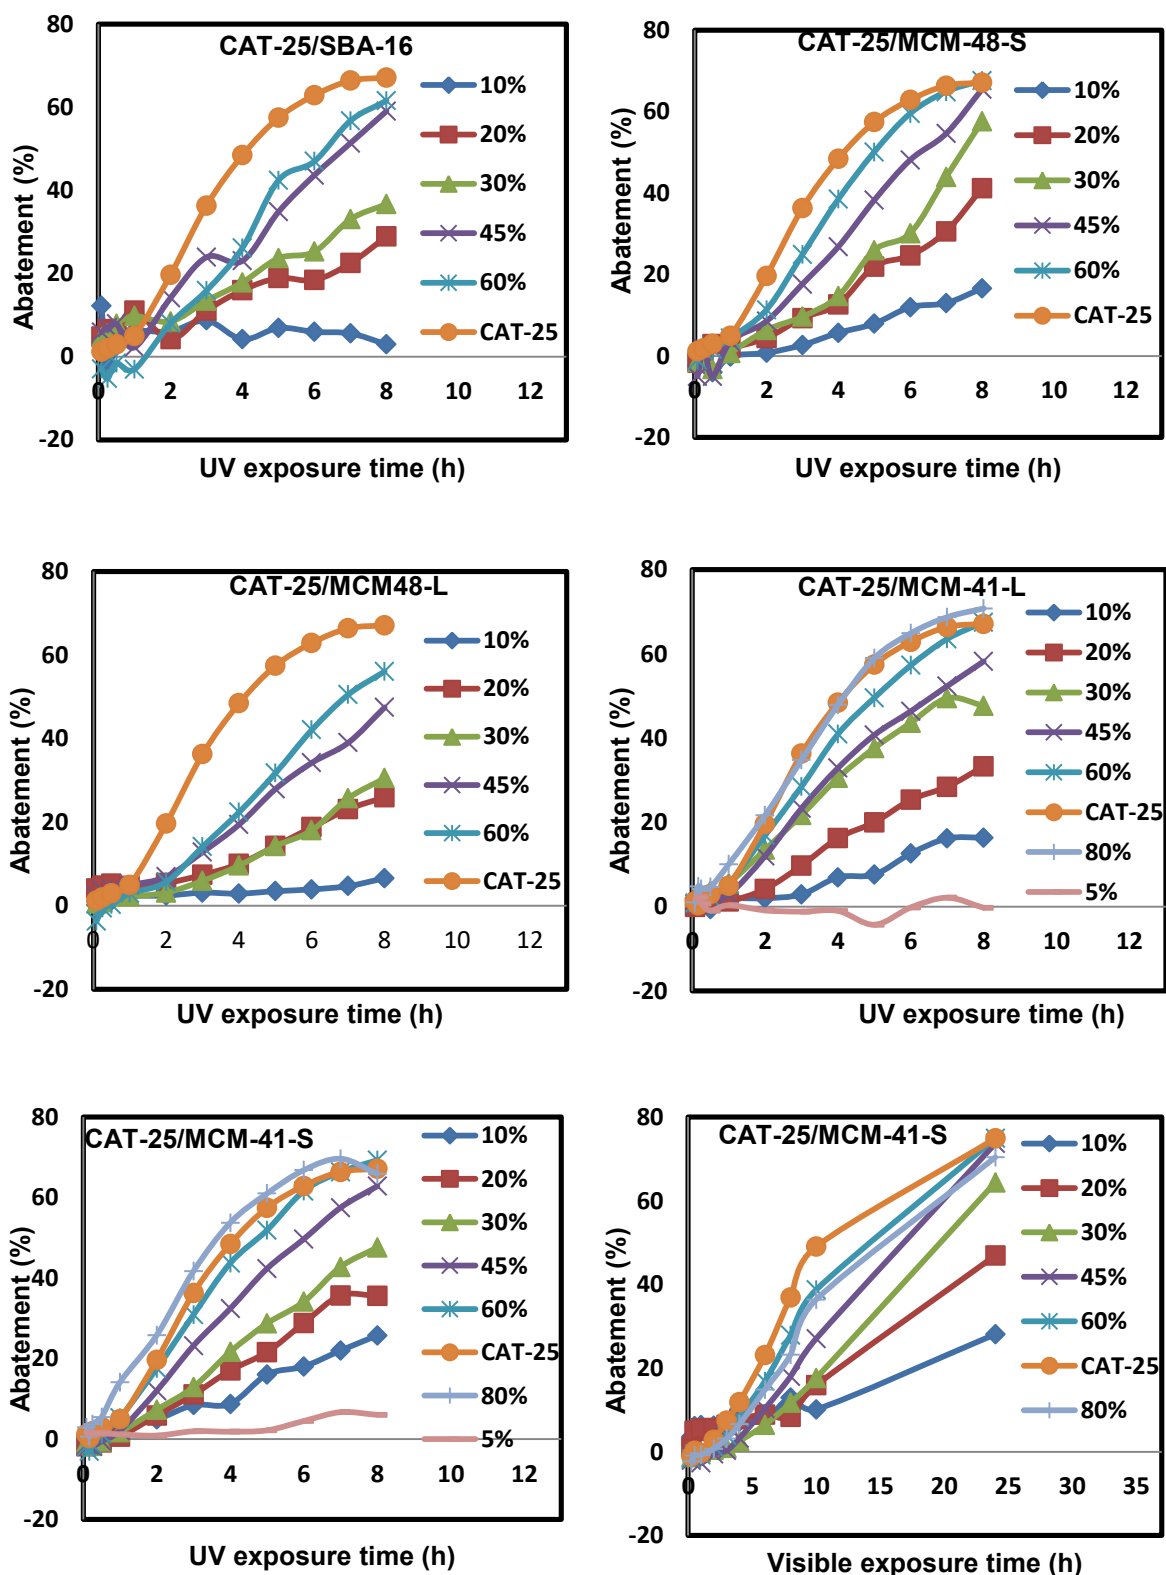 80
CAT-25/SBA-16
60
40
20
0
-20
Abatement (%)
10%
20%
30%
45%
60%
CAT-25
0 2 4 6 8 10 12
UV exposure time (h)
80
CAT-25/MCM-48-S
60
40
20
0
-20
Abatement (%)
10%
20%
30%
45%
60%
CAT-25
0 2 4 6 8 10 12
UV exposure time (h)
80
CAT-25/MCM48-L
60
40
20
0
-20
Abatement (%)
10%
20%
30%
45%
60%
CAT-25
0 2 4 6 8 10 12
UV exposure time (h)
80
CAT-25/MCM-41-L
60
40
20
0
-20
Abatement (%)
10%
20%
30%
45%
60%
CAT-25
80%
5%
0 2 4 6 8 10 12
UV exposure time (h)
80
CAT-25/MCM-41-S
60
40
20
0
-20
Abatement (%)
10%
20%
30%
45%
60%
CAT-25
80%
5%
0 2 4 6 8 10 12
UV exposure time (h)
80
CAT-25/MCM-41-S
60
40
20
0
-20
Abatement (%)
10%
20%
30%
45%
60%
CAT-25
80%
0 5 10 15 20 25 30 35
Visible exposure time (h)